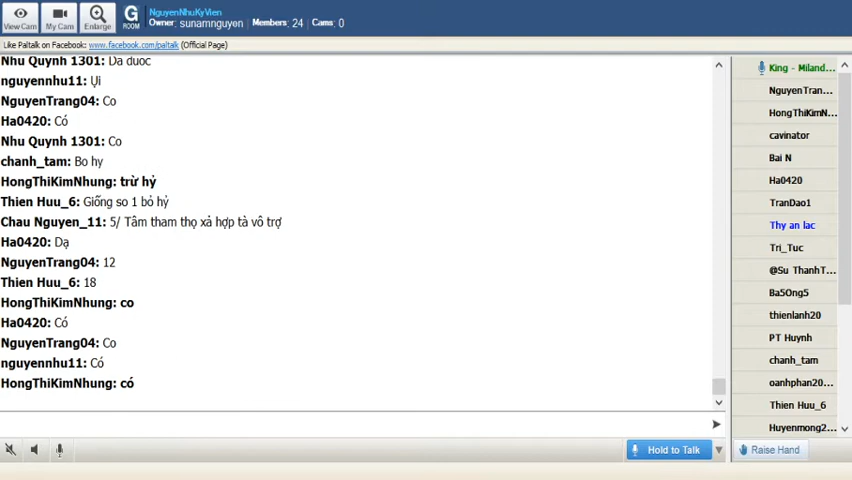 View Cam
My Cam
Enlarge
G
ROOM
NguyenNhuKyVien
Owner: sunamnguyen Members: 24 Cams: 0
Like Paltalk on Facebook: www.facebook.com/paltalk (Official Page)
Nhu Quynh 1301: Da duoc
nguyennhu11: Ụi
NguyenTrang04: Co
Ha0420: Có
Nhu Quynh 1301: Co
chanh_tam: Bo hy
HongThiKimNhung: trừ hỷ
Thien Huu_6: Giống so 1 bỏ hỷ
Chau Nguyen_11: 5/ Tâm tham thọ xả hợp tà vô trợ
Ha0420: Dạ
NguyenTrang04: 12
Thien Huu_6: 18
HongThiKimNhung: co
Ha0420: Có
NguyenTrang04: Co
nguyennhu11: Có
HongThiKimNhung: có
Hold to Talk
King - Miland...
NguyenTran...
HongThiKimN...
cavinator
Bai N
Ha0420
TranDao1
Thy an lac
Tri_Tuc
@Su ThanhT...
Ba5Ong5
thienlanh20
PT Huynh
chanh_tam
oanhphan20...
Thien Huu_6
Huyenmong2...
Raise Hand